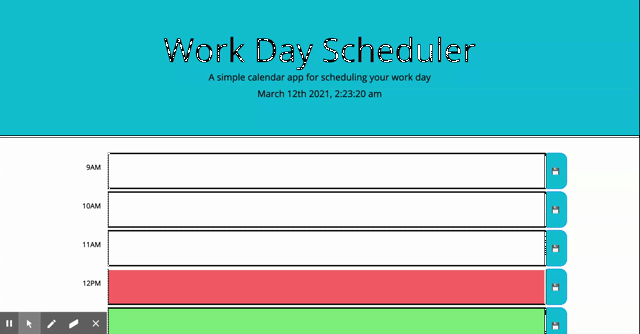 Work Day Scheduler
A simple calendar app for scheduling your work day
March 12th 2021, 2:23:20 am
9AM
10AM
11AM
12PM